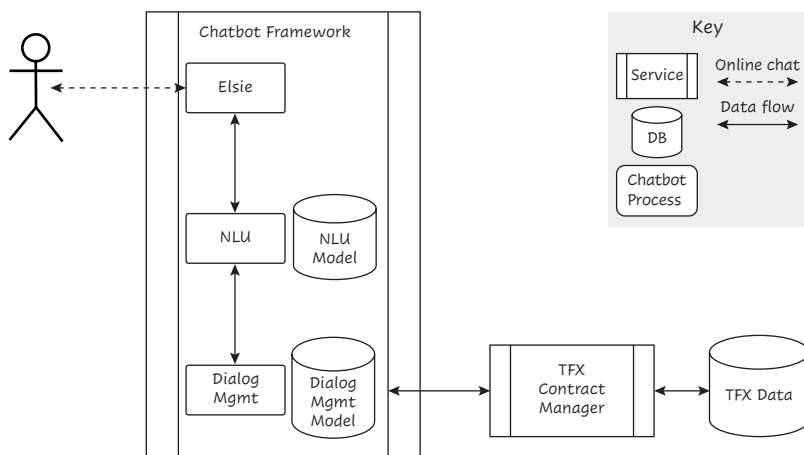 Chatbot Framework
Elsie
NLU
NLU
Model
Dialog
Mgmt
Dialog
Mgmt
Model
TFX
Contract
Manager
TFX Data
Key
Service
Online chat
Data flow
DB
Chatbot
Process